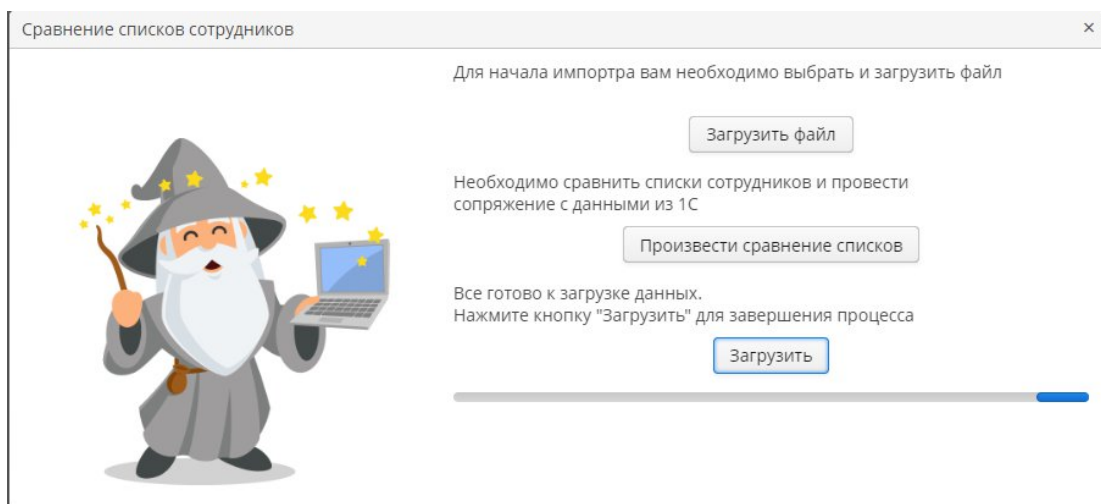 Сравнение списков сотрудников
Для начала импортра вам необходимо выбрать и загрузить файл
Загрузить файл
Необходимо сравнить списки сотрудников и провести
сопряжение с данными из 1С
Произвести сравнение списков
Все готово к загрузке данных.
Нажмите кнопку "Загрузить" для завершения процесса
Загрузить